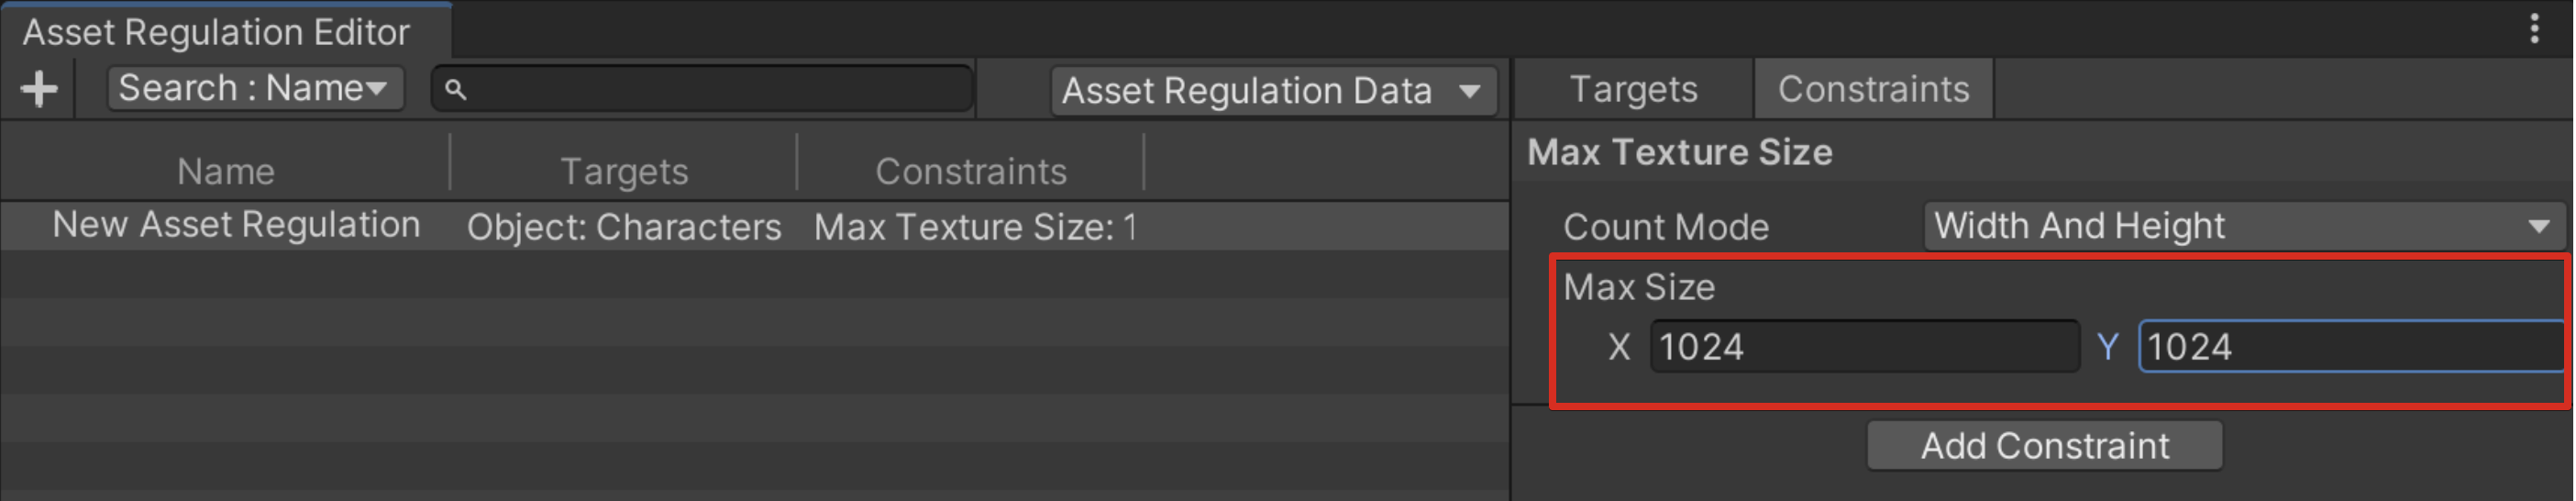 Asset Regulation Editor
Search : Name
Asset Regulation Data
Targets
Constraints
Name
Targets
Constraints
New Asset Regulation
Object: Characters
Max Texture Size: 1
Max Texture Size
Count Mode
Width And Height
Max Size
X 1024 Y 1024
Add Constraint